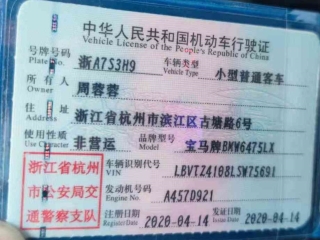 中华人民共和国机动车行驶证
Vehicle License of the People's Republic of China
号牌号码 浙A7S3H9 车辆类型 小型普通客车
Plate No. Vehicle Type
所有人 周蓉蓉
Owner
住址 浙江省杭州市滨江区古塘路6号
Address
使用性质 非营运 品牌型号 宝马牌BMW6475LX
Use Character Model
浙江省杭州 车辆识别代号 LBVTZ4108LSW75691
VIN
市公安局交 发动机号码 A457D921
Engine No.
通警察支队 注册日期 2020-04-14 发证日期 2020-04-14
Register Date Issue Date